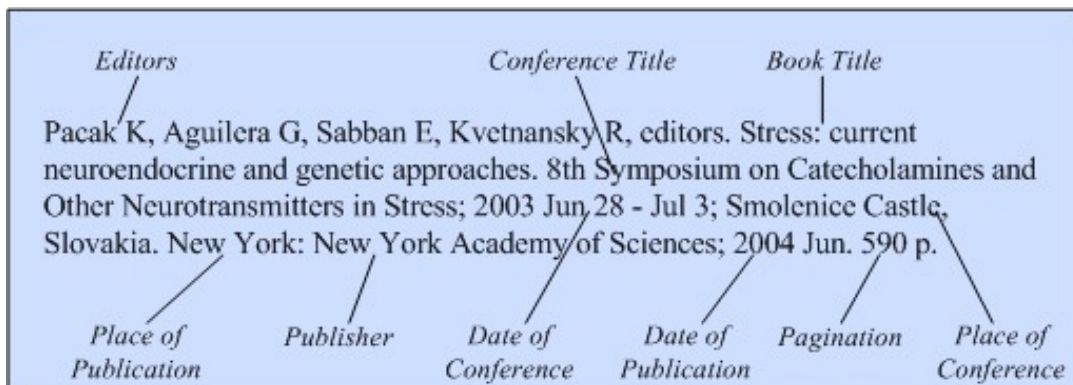 Editors Conference Title Book Title
Pacak K, Aguilera G, Sabban E, Kvetnansky R, editors. Stress: current
neuroendocrine and genetic approaches. 8th Symposium on Catecholamines and
Other Neurotransmitters in Stress; 2003 Jun 28 - Jul 3; Smolenice Castle,
Slovakia. New York: New York Academy of Sciences; 2004 Jun. 590 p.
Place of Publication
Publisher
Date of Conference
Date of Publication
Pagination
Place of Conference